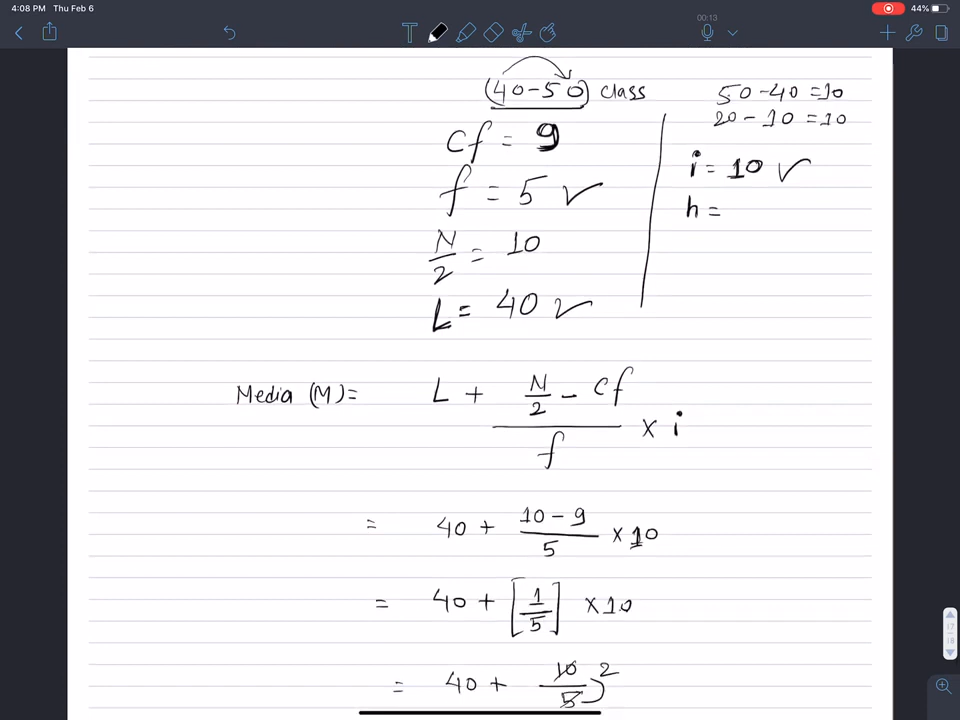 4:08 PM Thu Feb 6
44%
00:13
T
(40-50) class
50-40=10
20-10=10
cf = 9
i = 10 ✓
f = 5 ✓
h =
N/2 = 10
L = 40 ✓
Media (M) = L + (N/2 - cf)/f × i
= 40 + (10-9)/5 × 10
= 40 + [1/5] × 10
= 40 + 10/5) 2
17
18